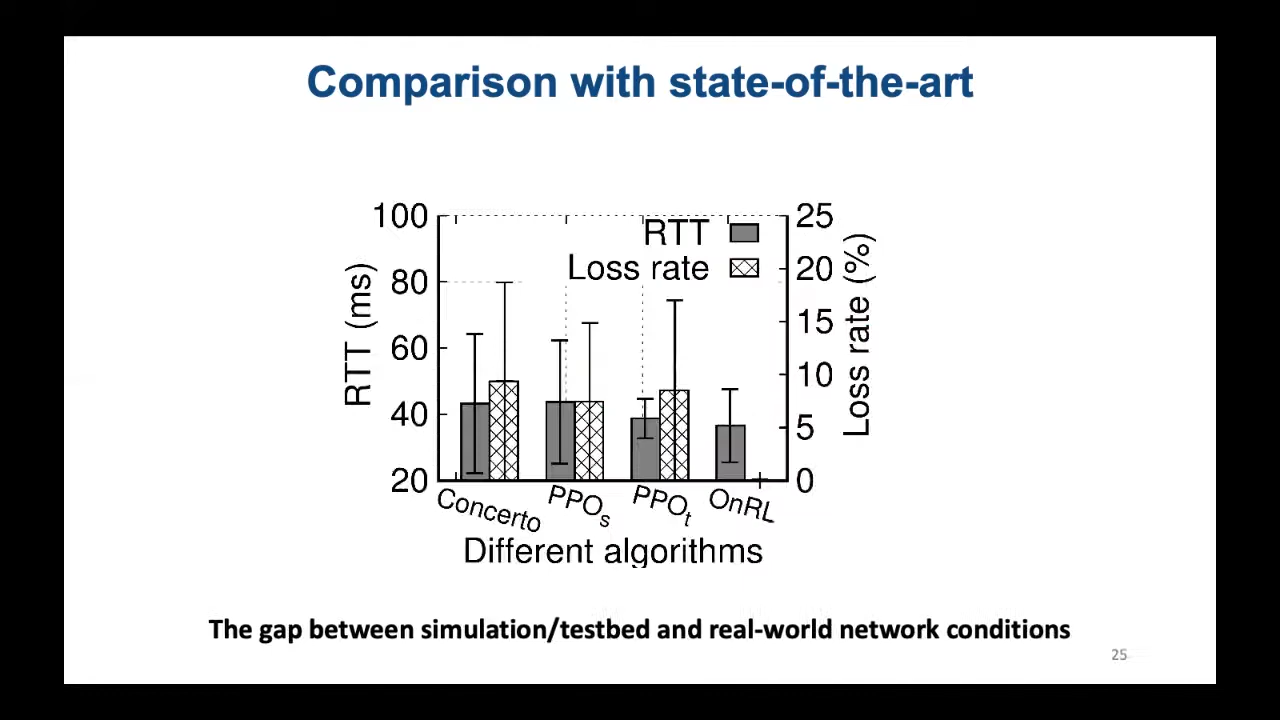 Comparison with state-of-the-art
100
80
60
40
20
RTT (ms)
RTT
Loss rate
25
20
15
10
5
0
Loss rate (%)
Concerto
PPOs
PPOt
OnRL
Different algorithms
The gap between simulation/testbed and real-world network conditions
25